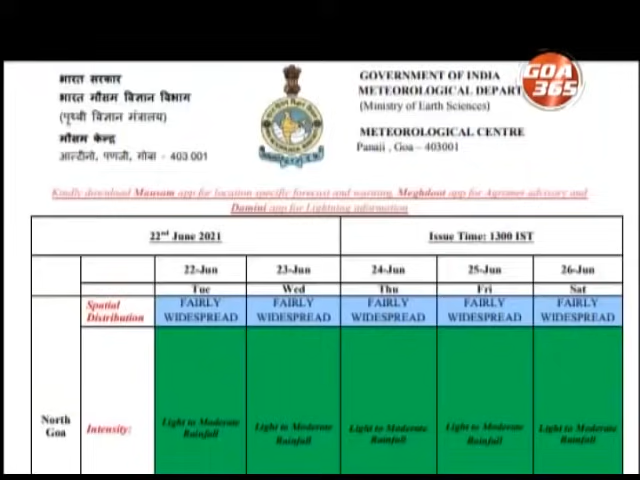 भारत सरकार
भारत मौसम विज्ञान विभाग
(पृथ्वी विज्ञान मंत्रालय)
मौसम केन्द्र
आल्टीनो, पणजी, गोवा - 403 001
GOVERNMENT OF INDIA
METEOROLOGICAL DEPART
(Ministry of Earth Sciences)
METEOROLOGICAL CENTRE
Panaji, Goa – 403001
GOA
365
Kindly download Mausam app for location specific forecast and warning, Meghdoot app for Agromet advisory and
Damini app for Lightning information
22nd June 2021 Issue Time: 1300 IST
22-Jun 23-Jun 24-Jun 25-Jun 26-Jun
Tue Wed Thu Fri Sat
Spatial Distribution
FAIRLY WIDESPREAD FAIRLY WIDESPREAD FAIRLY WIDESPREAD FAIRLY WIDESPREAD FAIRLY WIDESPREAD
North Goa
Intensity:
Light to Moderate Rainfall Light to Moderate Rainfall Light to Moderate Rainfall Light to Moderate Rainfall Light to Moderate Rainfall